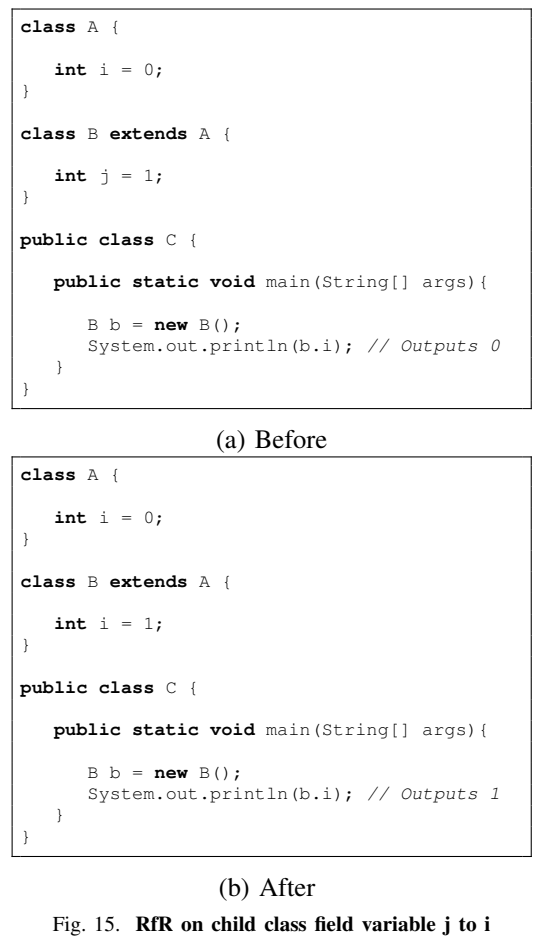 class A {
int i = 0;
}
class B extends A {
int j = 1;
}
public class C {
public static void main(String[] args){
B b = new B();
System.out.println(b.i); // Outputs 0
}
}
(a) Before
class A {
int i = 0;
}
class B extends A {
int i = 1;
}
public class C {
public static void main(String[] args){
B b = new B();
System.out.println(b.i); // Outputs 1
}
}
(b) After
Fig. 15. RfR on child class field variable j to i